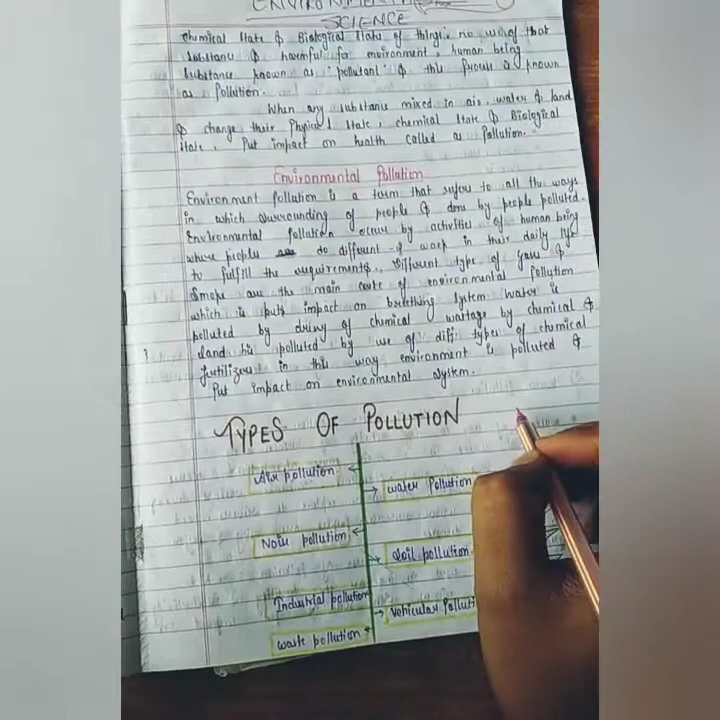 ENVIRONMENTAL
SCIENCE
chemical state & Biological state of things. no use of that
substance & harmful for environment, human being
substance known as 'pollutant' & this process is known
as Pollution.
When any substance mixed in air, water & land
& change their Physical state, chemical state & Biological
state, Put impact on health called as Pollution.
Environmental Pollution
Environment Pollution is a term that refers to all the ways
in which surrounding of people & done by people polluted.
Environmental Pollution occur by activities of human being
where people do different work in their daily life
to fulfill the requirements. Different type of gases &
Smoke are the main cause of environmental Pollution
which is puts impact on breathing system. Water is
polluted by of chemical wastage by chemical &
land is polluted by use of diff. types of chemical
fertilizers in this way environment is polluted &
Put impact on environmental system.
TYPES OF POLLUTION
Air pollution.
water Pollution
Noise pollution
Soil pollution
Industrial pollution
Vehicular Polluti
waste pollution